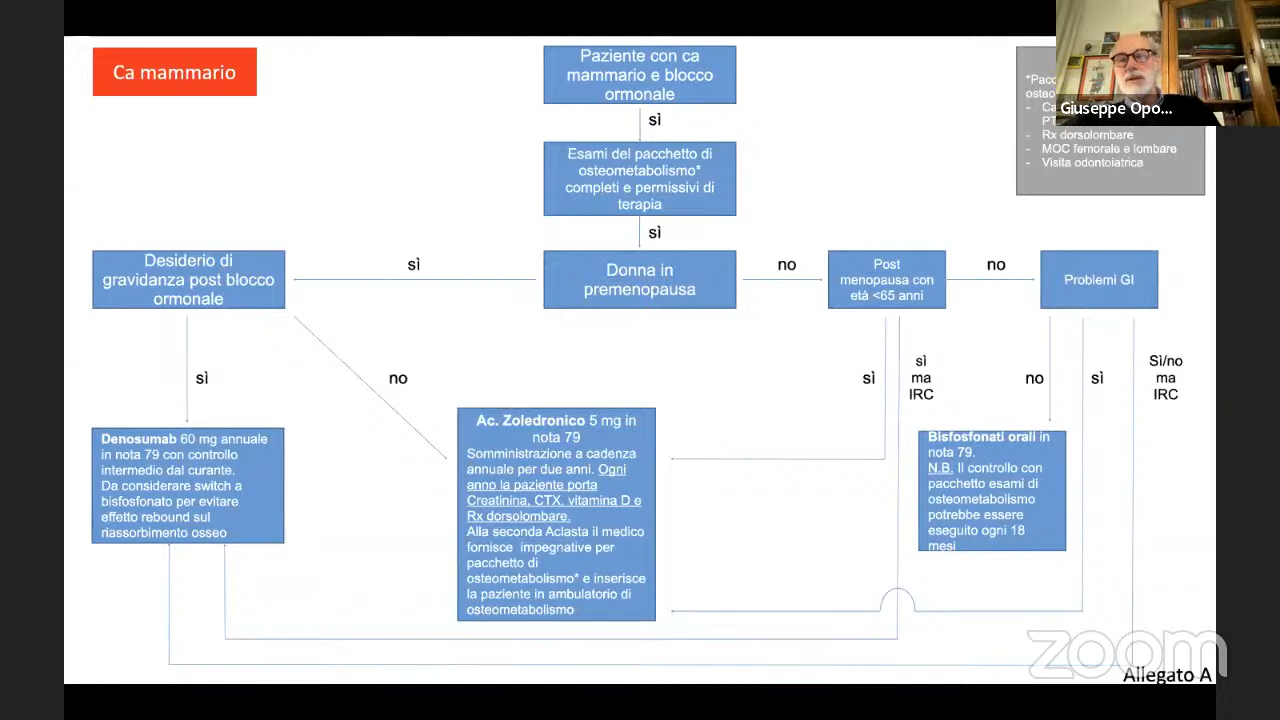 Ca mammario
Paziente con ca
mammario e blocco
ormonale
*Pacc
osteo
- Ca
PT
- Rx dorsolombare
- MOC femorale e lombare
- Visita odontoiatrica
Giuseppe Opo...
sì
Esami del pacchetto di
osteometabolismo*
completi e permissivi di
terapia
sì
Desiderio di
gravidanza post blocco
ormonale
sì
Donna in
premenopausa
no
Post
menopausa con
età <65 anni
no
Problemi GI
sì
no
sì
sì
ma
IRC
no
sì
Sì/no
ma
IRC
Denosumab 60 mg annuale
in nota 79 con controllo
intermedio dal curante.
Da considerare switch a
bisfosfonato per evitare
effetto rebound sul
riassorbimento osseo
Ac. Zoledronico 5 mg in
nota 79
Somministrazione a cadenza
annuale per due anni. Ogni
anno la paziente porta
Creatinina, CTX, vitamina D e
Rx dorsolombare.
Alla seconda Aclasta il medico
fornisce impegnative per
pacchetto di
osteometabolismo* e inserisce
la paziente in ambulatorio di
osteometabolismo
Bisfosfonati orali in
nota 79.
N.B. Il controllo con
pacchetto esami di
osteometabolismo
potrebbe essere
eseguito ogni 18
mesi
zoom
Allegato A